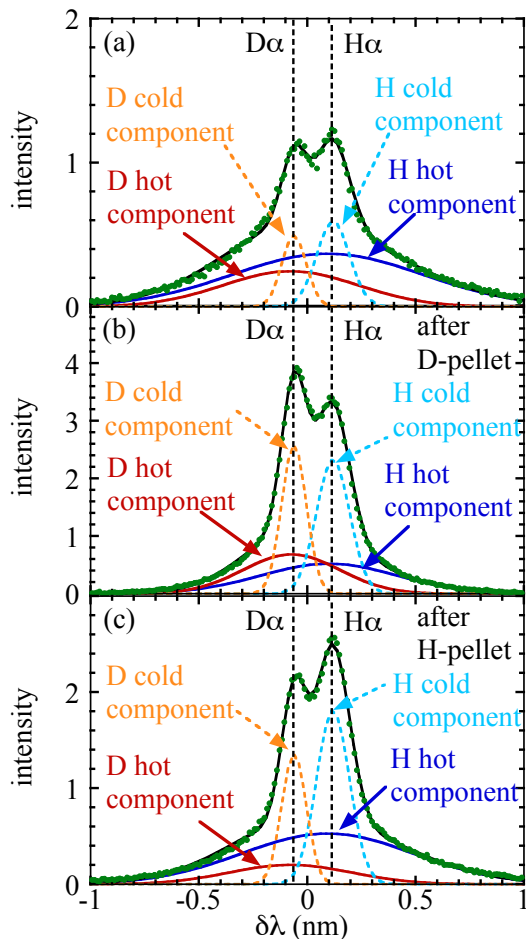 2
(a)
Dα
Hα
D cold
component
H cold
component
D hot
component
H hot
component
intensity
1
0
(b)
Dα
Hα
after
D-pellet
4
D cold
component
H cold
component
3
D hot
component
H hot
component
intensity
2
1
0
(c)
Dα
Hα
after
H-pellet
D cold
component
H cold
component
2
D hot
component
H hot
component
intensity
1
0
-1
-0.5
0
0.5
1
δλ (nm)